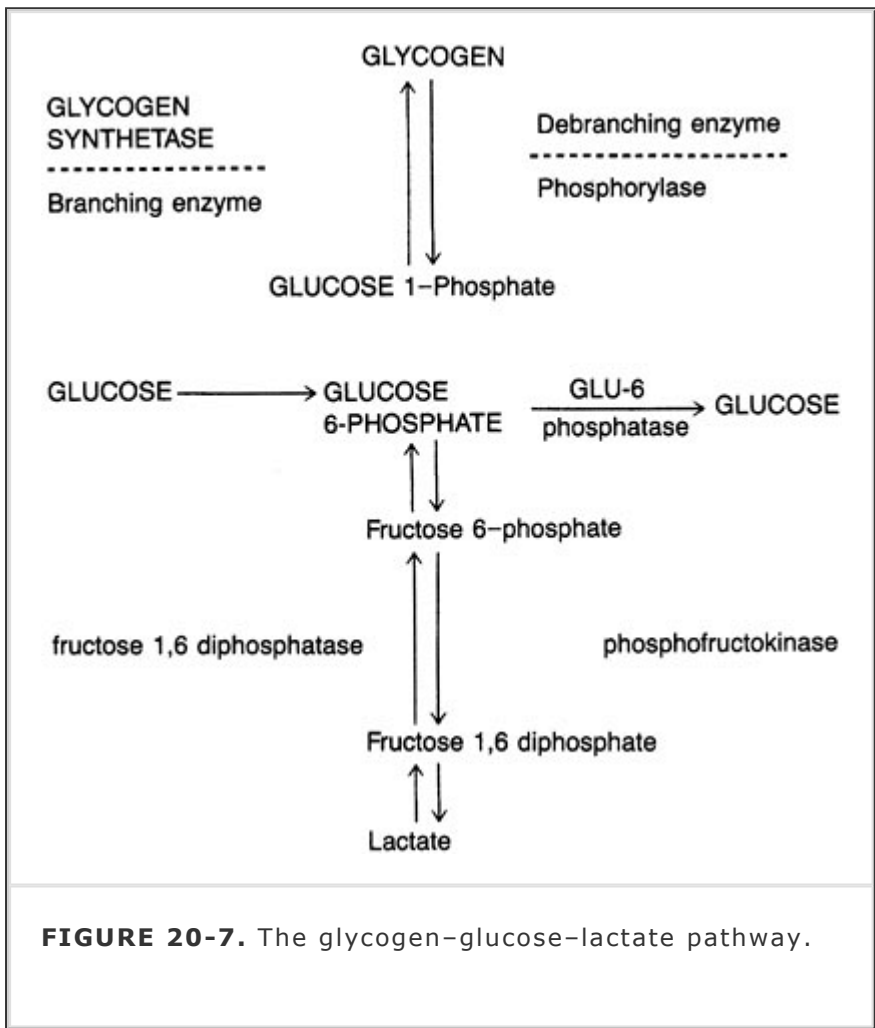 GLYCOGEN
GLYCOGEN
SYNTHETASE
Branching enzyme
Debranching enzyme
Phosphorylase
GLUCOSE 1–Phosphate
GLUCOSE
GLUCOSE
6-PHOSPHATE
GLU-6
phosphatase
GLUCOSE
Fructose 6–phosphate
fructose 1,6 diphosphatase
phosphofructokinase
Fructose 1,6 diphosphate
Lactate
FIGURE 20-7. The glycogen–glucose–lactate pathway.